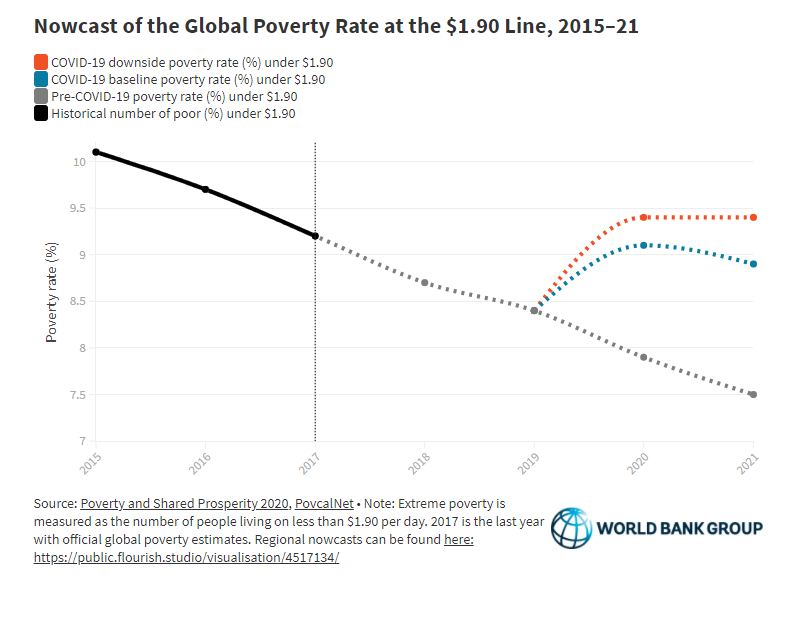 Nowcast of the Global Poverty Rate at the $1.90 Line, 2015–21
COVID-19 downside poverty rate (%) under $1.90
COVID-19 baseline poverty rate (%) under $1.90
Pre-COVID-19 poverty rate (%) under $1.90
Historical number of poor (%) under $1.90
Poverty rate (%)
10
9.5
9
8.5
8
7.5
7
2015
2016
2017
2018
2019
2020
2021
Source: Poverty and Shared Prosperity 2020, PovcalNet • Note: Extreme poverty is
measured as the number of people living on less than $1.90 per day. 2017 is the last year
with official global poverty estimates. Regional nowcasts can be found here:
https://public.flourish.studio/visualisation/4517134/
WORLD BANK GROUP